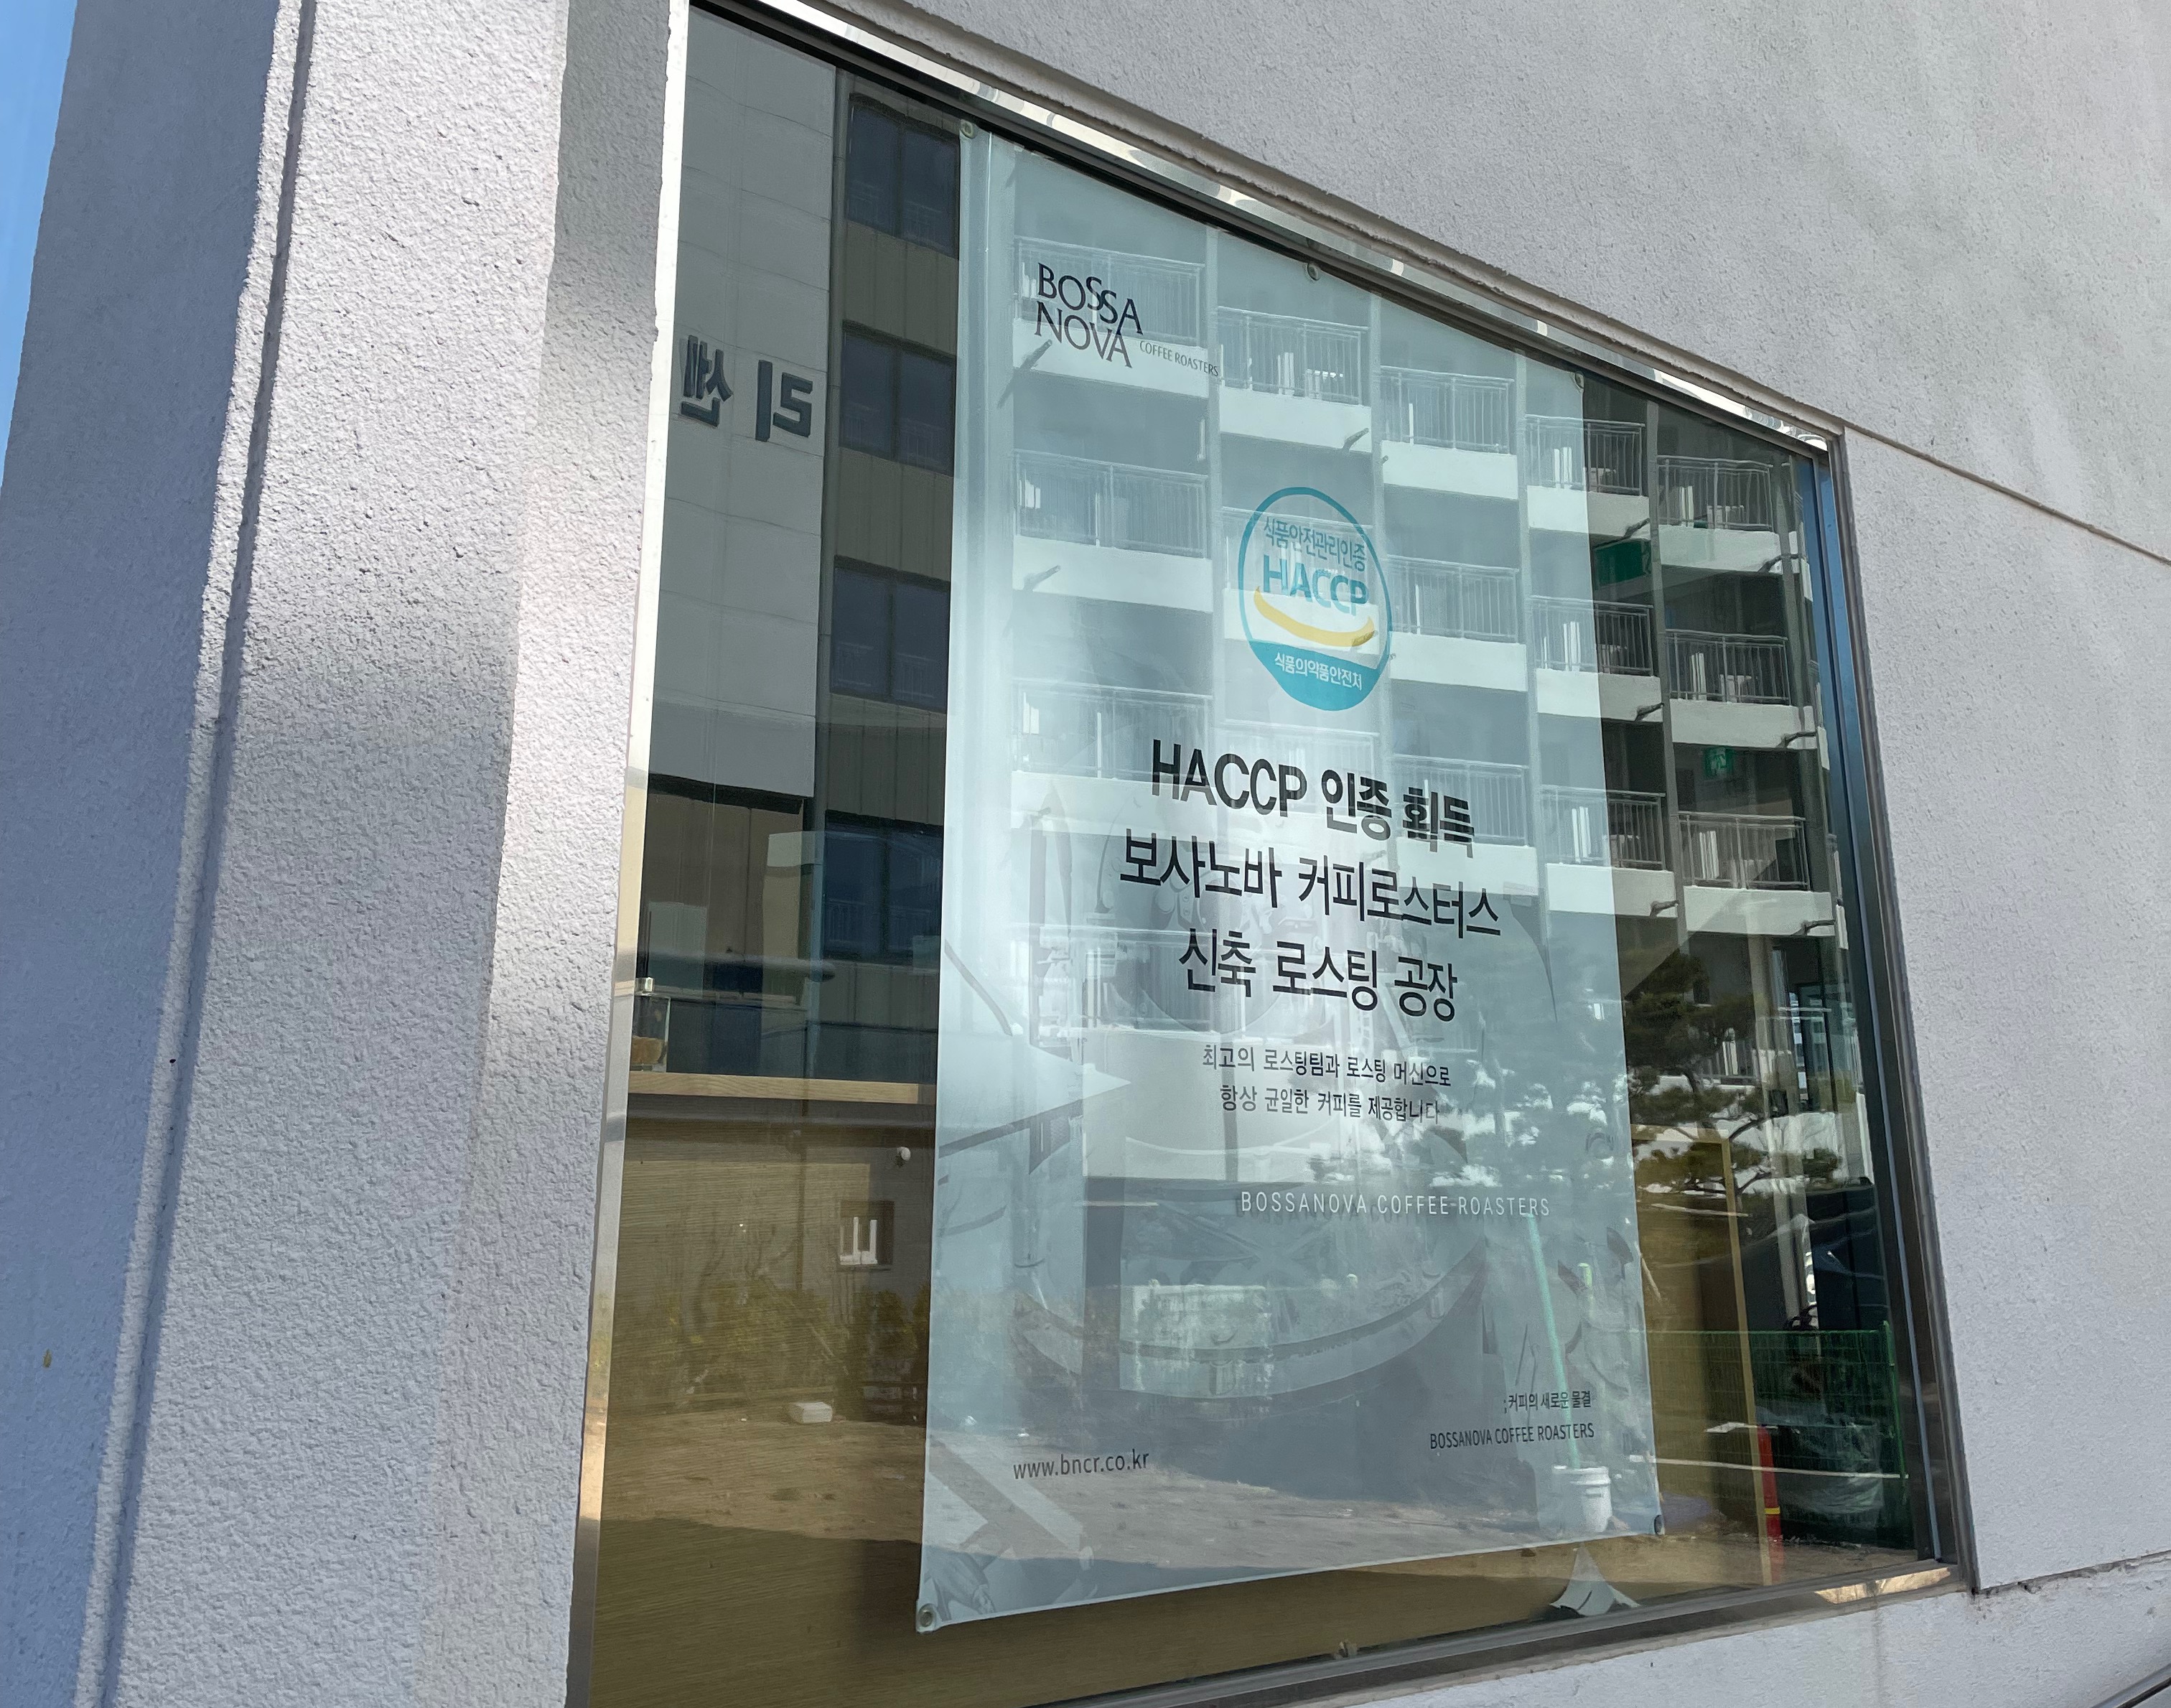 BOSSA
NOVA
COFFEE ROASTERS
리 센
식품안전관리인증
HACCP
식품의약품안전처
HACCP 인증 획득
보사노바 커피로스터스
신축 로스팅 공장
최고의 로스팅팀과 로스팅 머신으로
항상 균일한 커피를 제공합니다
BOSSANOVA COFFEE ROASTERS
;커피의 새로운 물결
BOSSANOVA COFFEE ROASTERS
www.bncr.co.kr